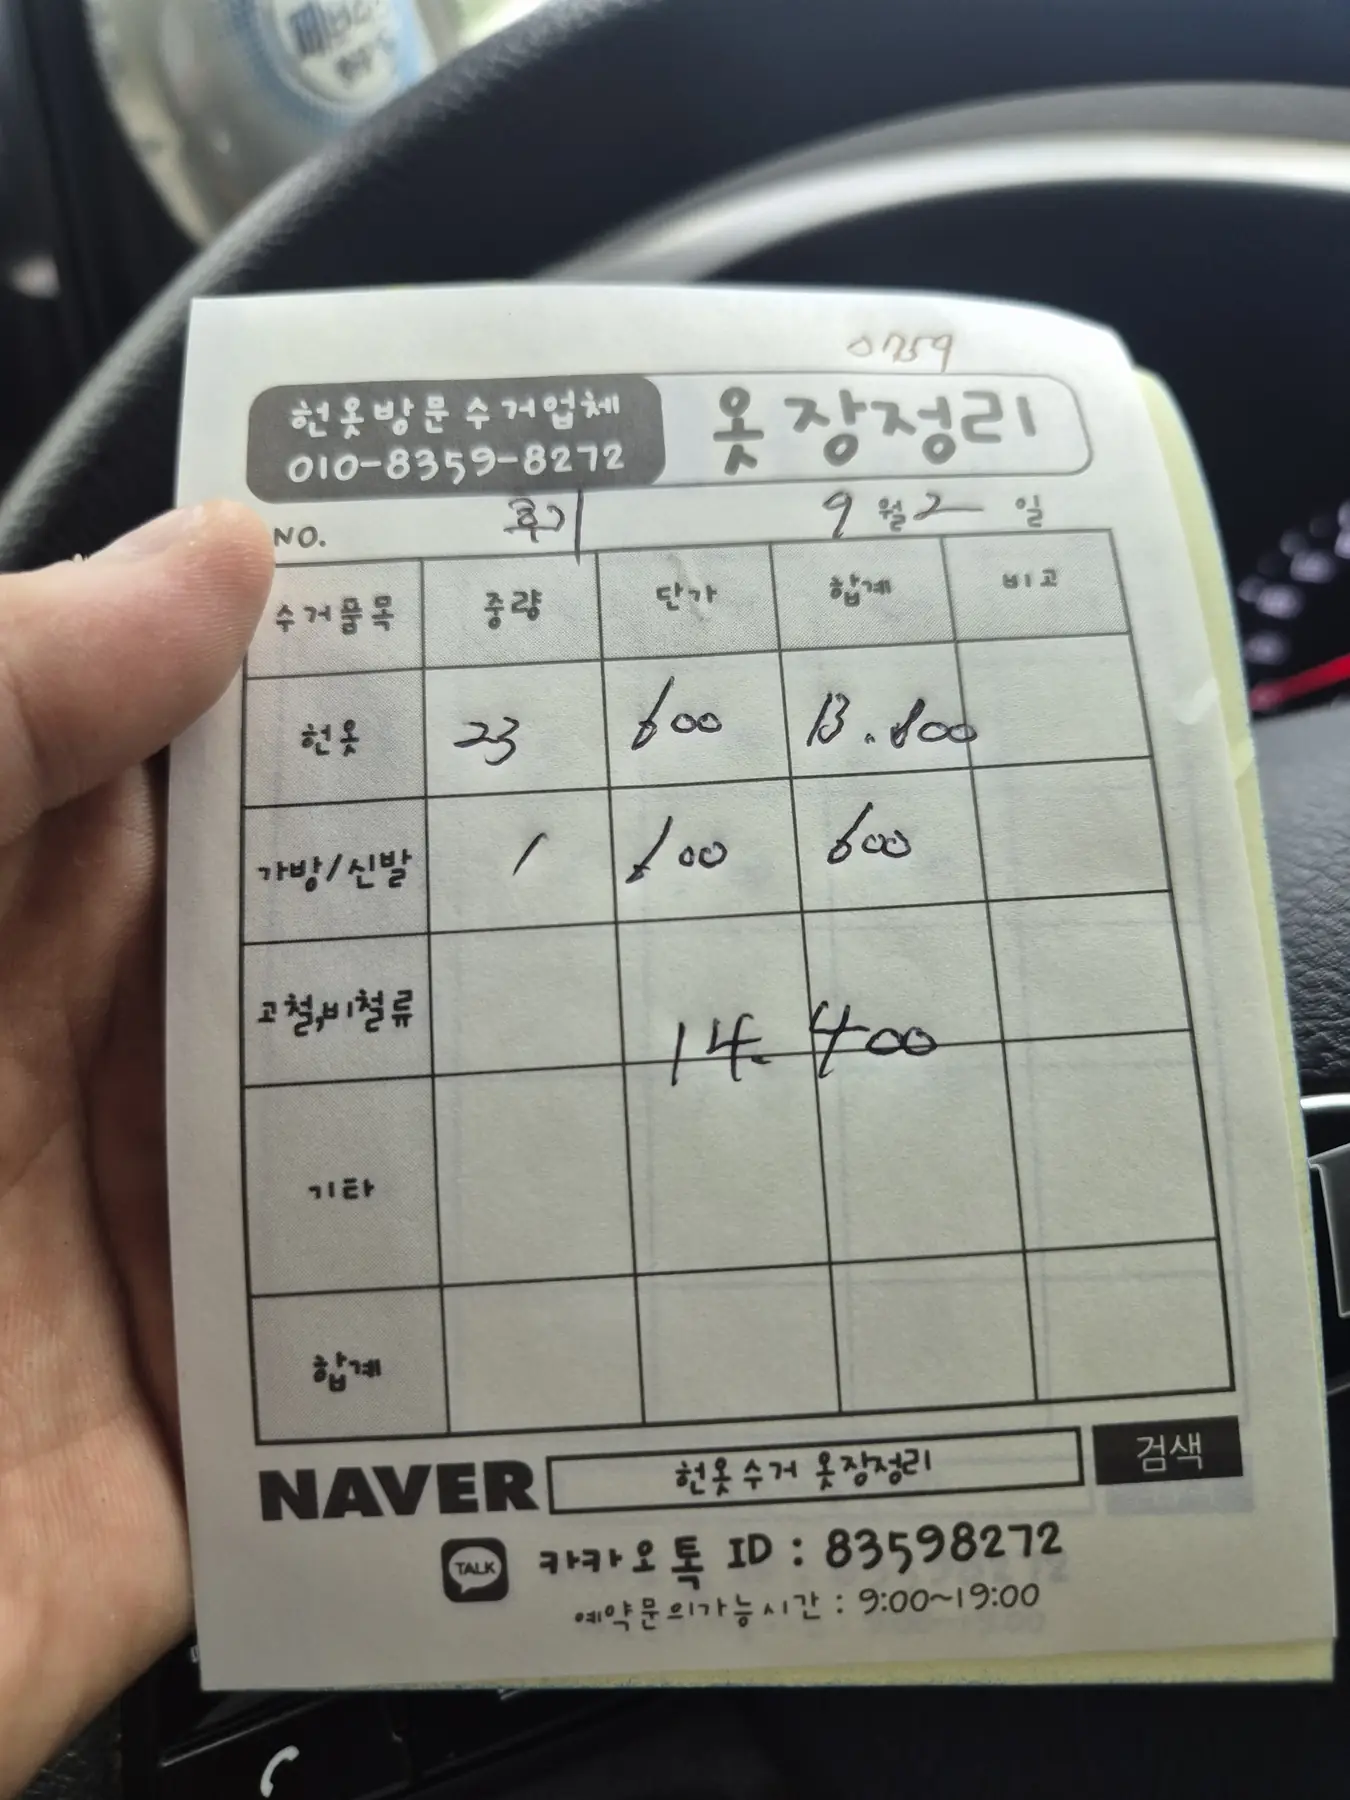 0759
헌옷방문수거업체
010-8359-8272
옷장정리
NO. 후기 9월 2일
수거품목 중량 단가 합계 비고
헌옷 23 600 13.800
가방/신발 1 600 600
고철,비철류
14.400
기타
합계
NAVER 헌옷수거 옷장정리 검색
TALK 카카오톡 ID : 83598272
예약문의가능시간 : 9:00~19:00